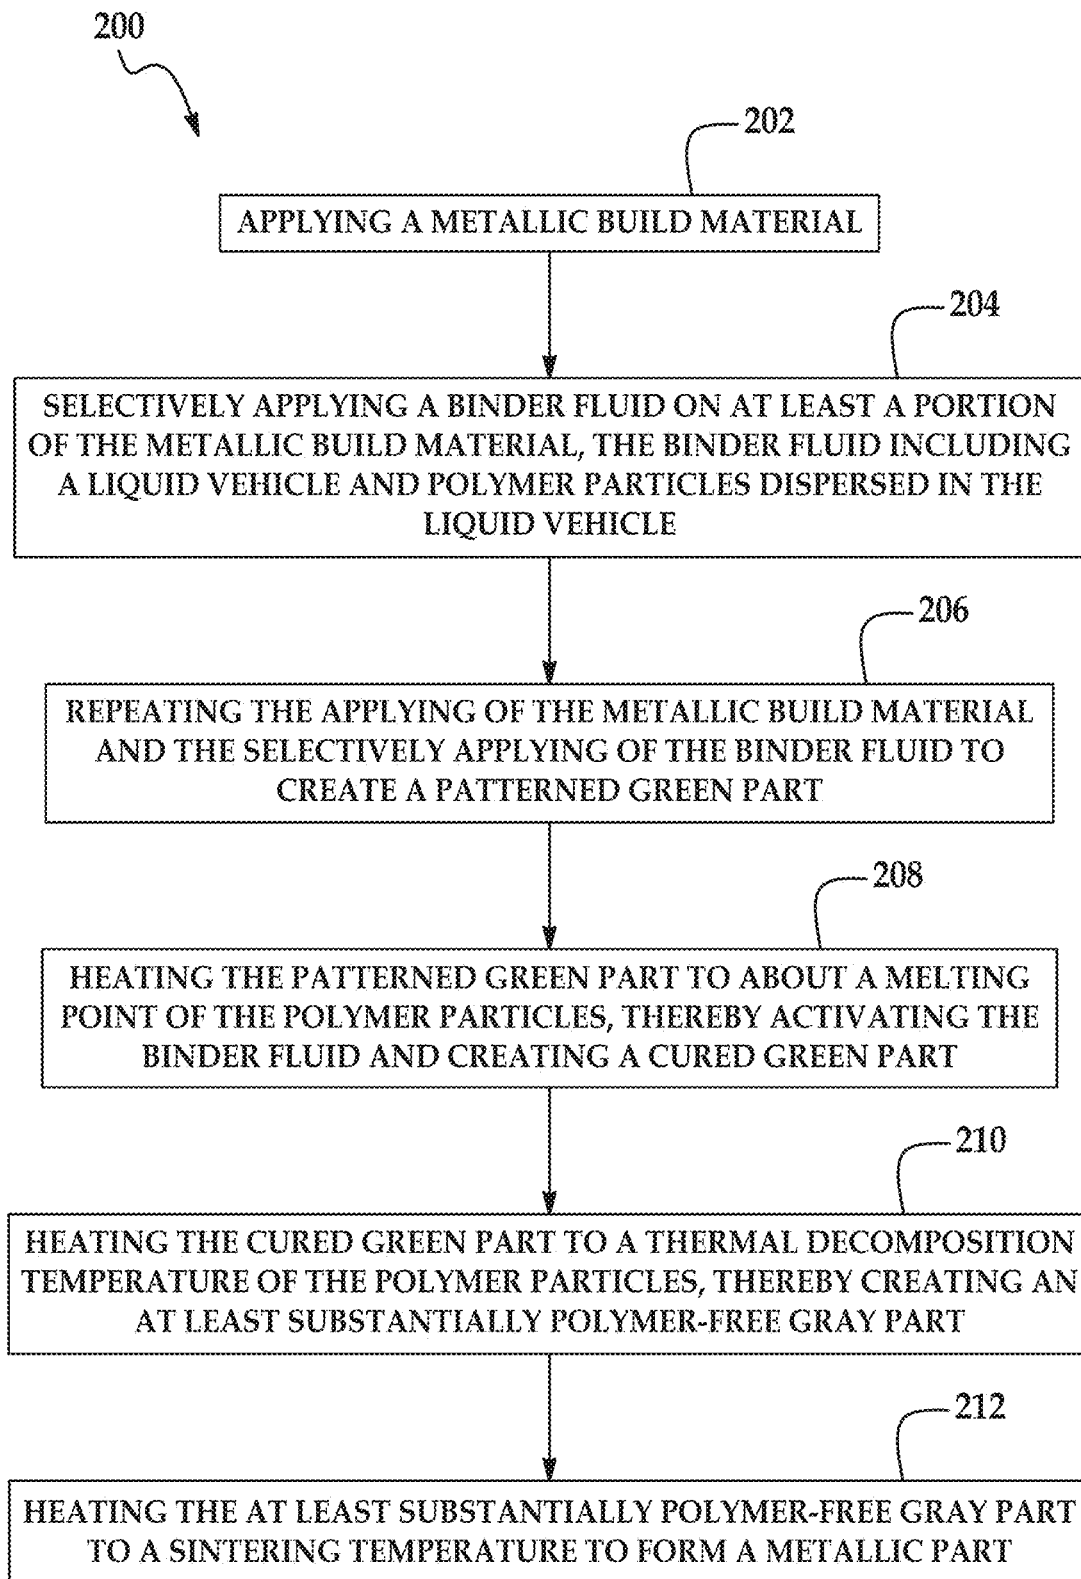 200
202
APPLYING A METALLIC BUILD MATERIAL
204
SELECTIVELY APPLYING A BINDER FLUID ON AT LEAST A PORTION
OF THE METALLIC BUILD MATERIAL, THE BINDER FLUID INCLUDING
A LIQUID VEHICLE AND POLYMER PARTICLES DISPERSED IN THE
LIQUID VEHICLE
206
REPEATING THE APPLYING OF THE METALLIC BUILD MATERIAL
AND THE SELECTIVELY APPLYING OF THE BINDER FLUID TO
CREATE A PATTERNED GREEN PART
208
HEATING THE PATTERNED GREEN PART TO ABOUT A MELTING
POINT OF THE POLYMER PARTICLES, THEREBY ACTIVATING THE
BINDER FLUID AND CREATING A CURED GREEN PART
210
HEATING THE CURED GREEN PART TO A THERMAL DECOMPOSITION
TEMPERATURE OF THE POLYMER PARTICLES, THEREBY CREATING AN
AT LEAST SUBSTANTIALLY POLYMER-FREE GRAY PART
212
HEATING THE AT LEAST SUBSTANTIALLY POLYMER-FREE GRAY PART
TO A SINTERING TEMPERATURE TO FORM A METALLIC PART